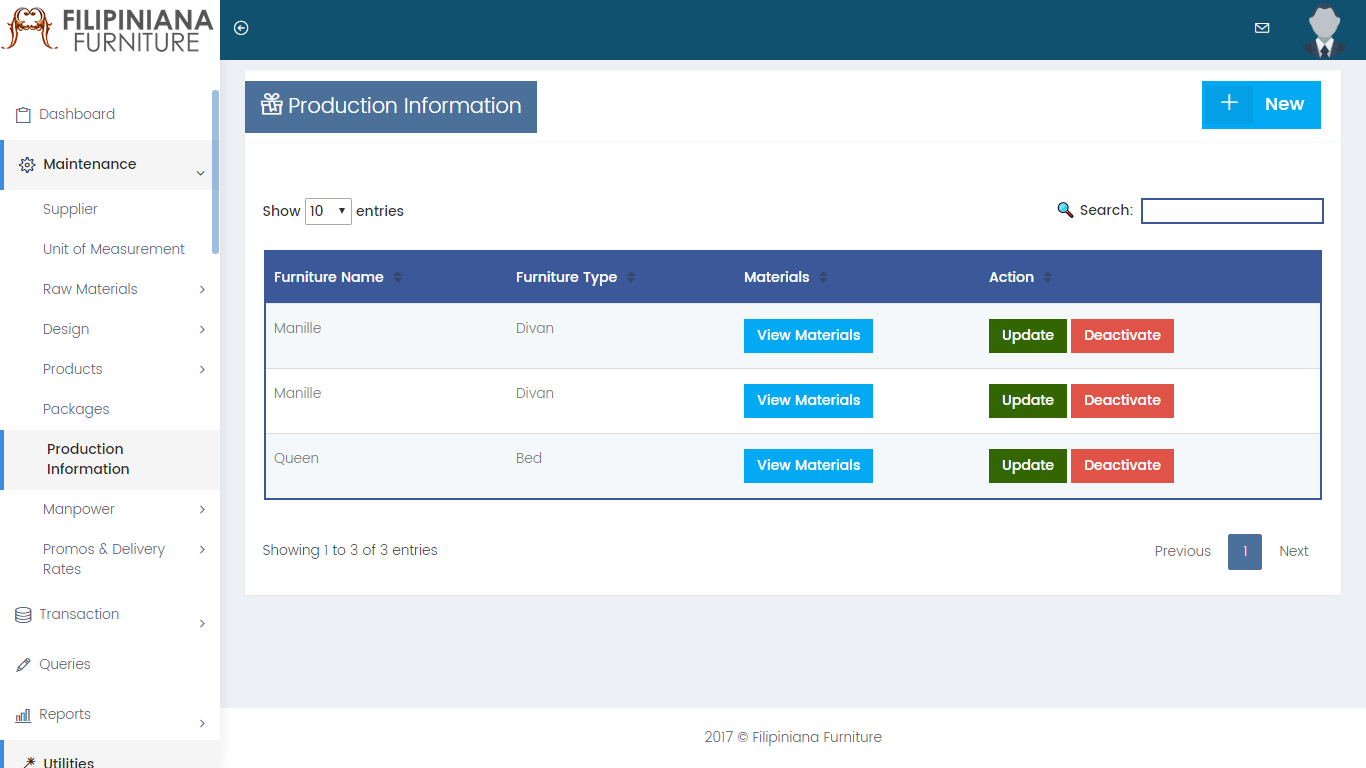 FILIPINIANA
FURNITURE
Dashboard
Maintenance
Supplier
Unit of Measurement
Raw Materials
Design
Products
Packages
Production
Information
Manpower
Promos & Delivery
Rates
Transaction
Queries
Reports
Utilities
Production Information
New
Show 10 entries
Search:
Furniture Name Furniture Type Materials Action
Manille Divan View Materials Update Deactivate
Manille Divan View Materials Update Deactivate
Queen Bed View Materials Update Deactivate
Showing 1 to 3 of 3 entries
Previous 1 Next
2017 © Filipiniana Furniture